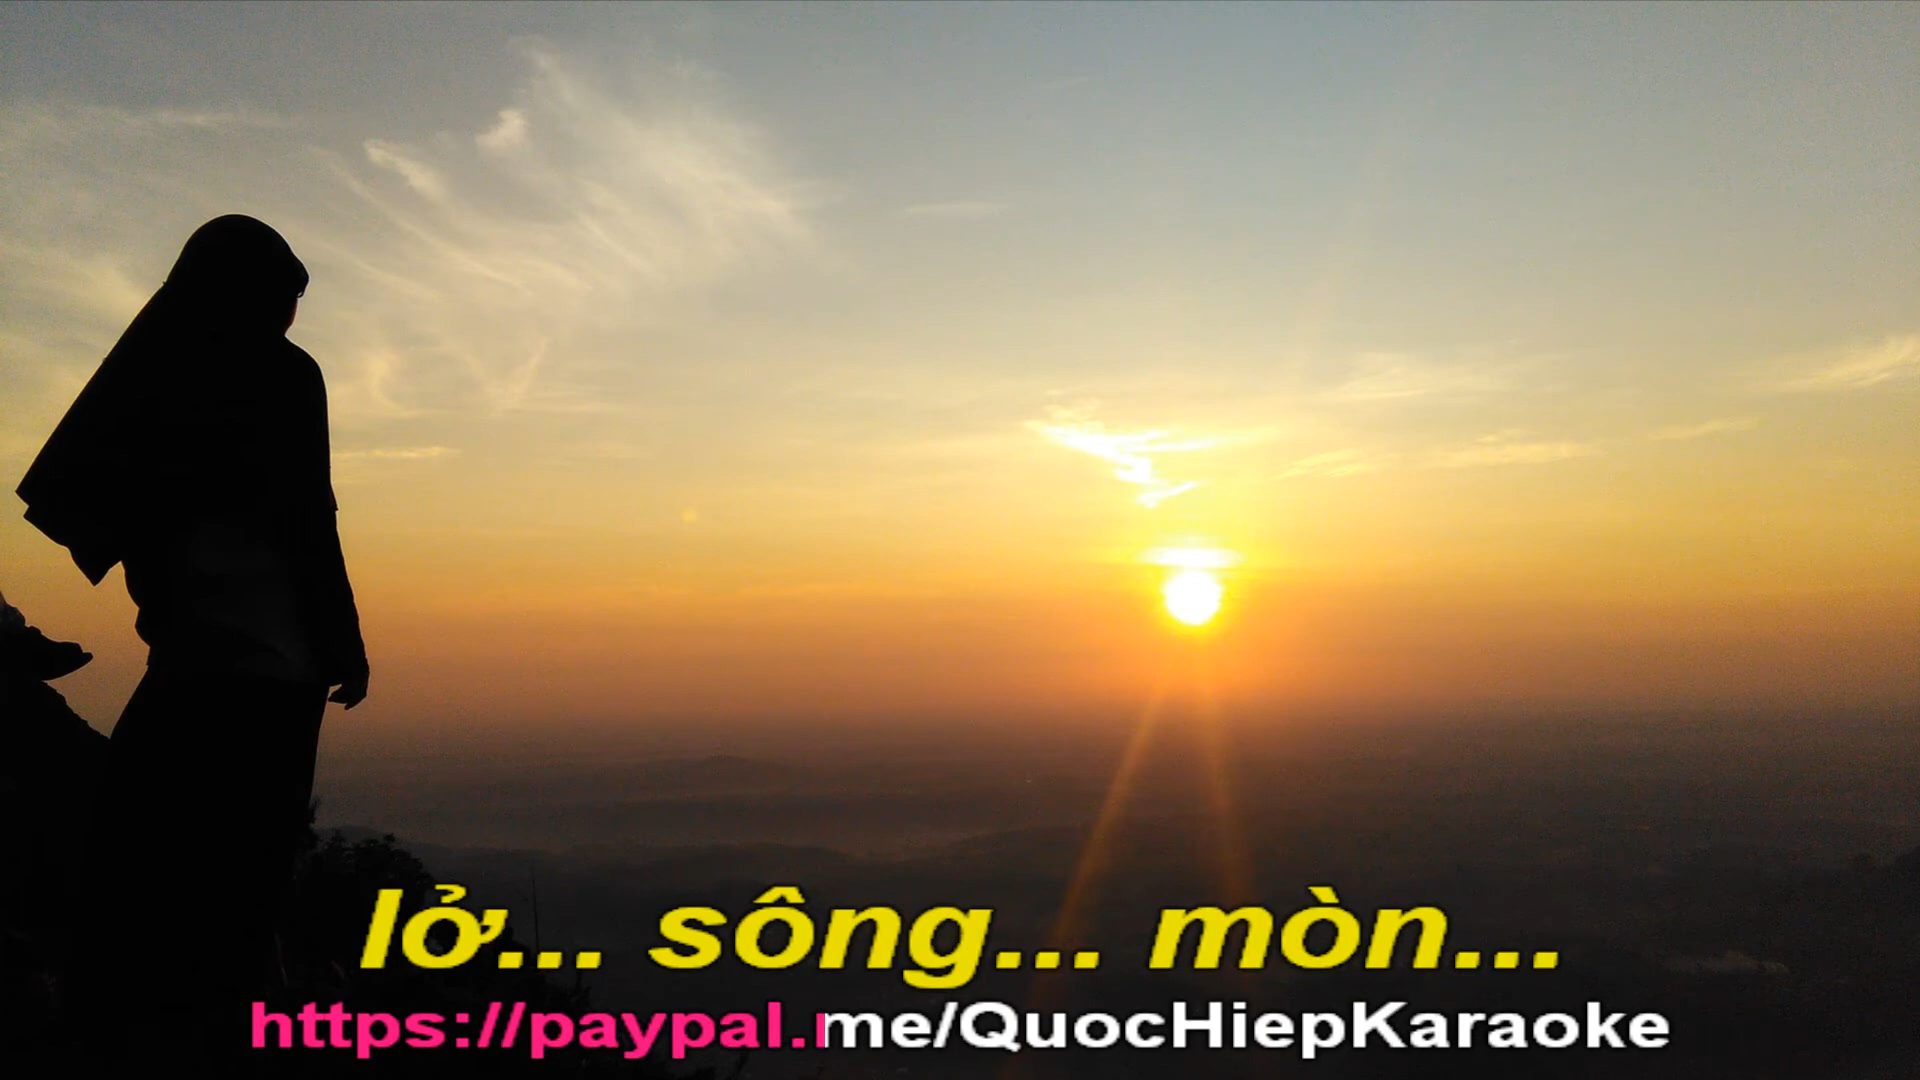 lở... sông... mòn...
https://paypal.me/QuocHiepKaraoke